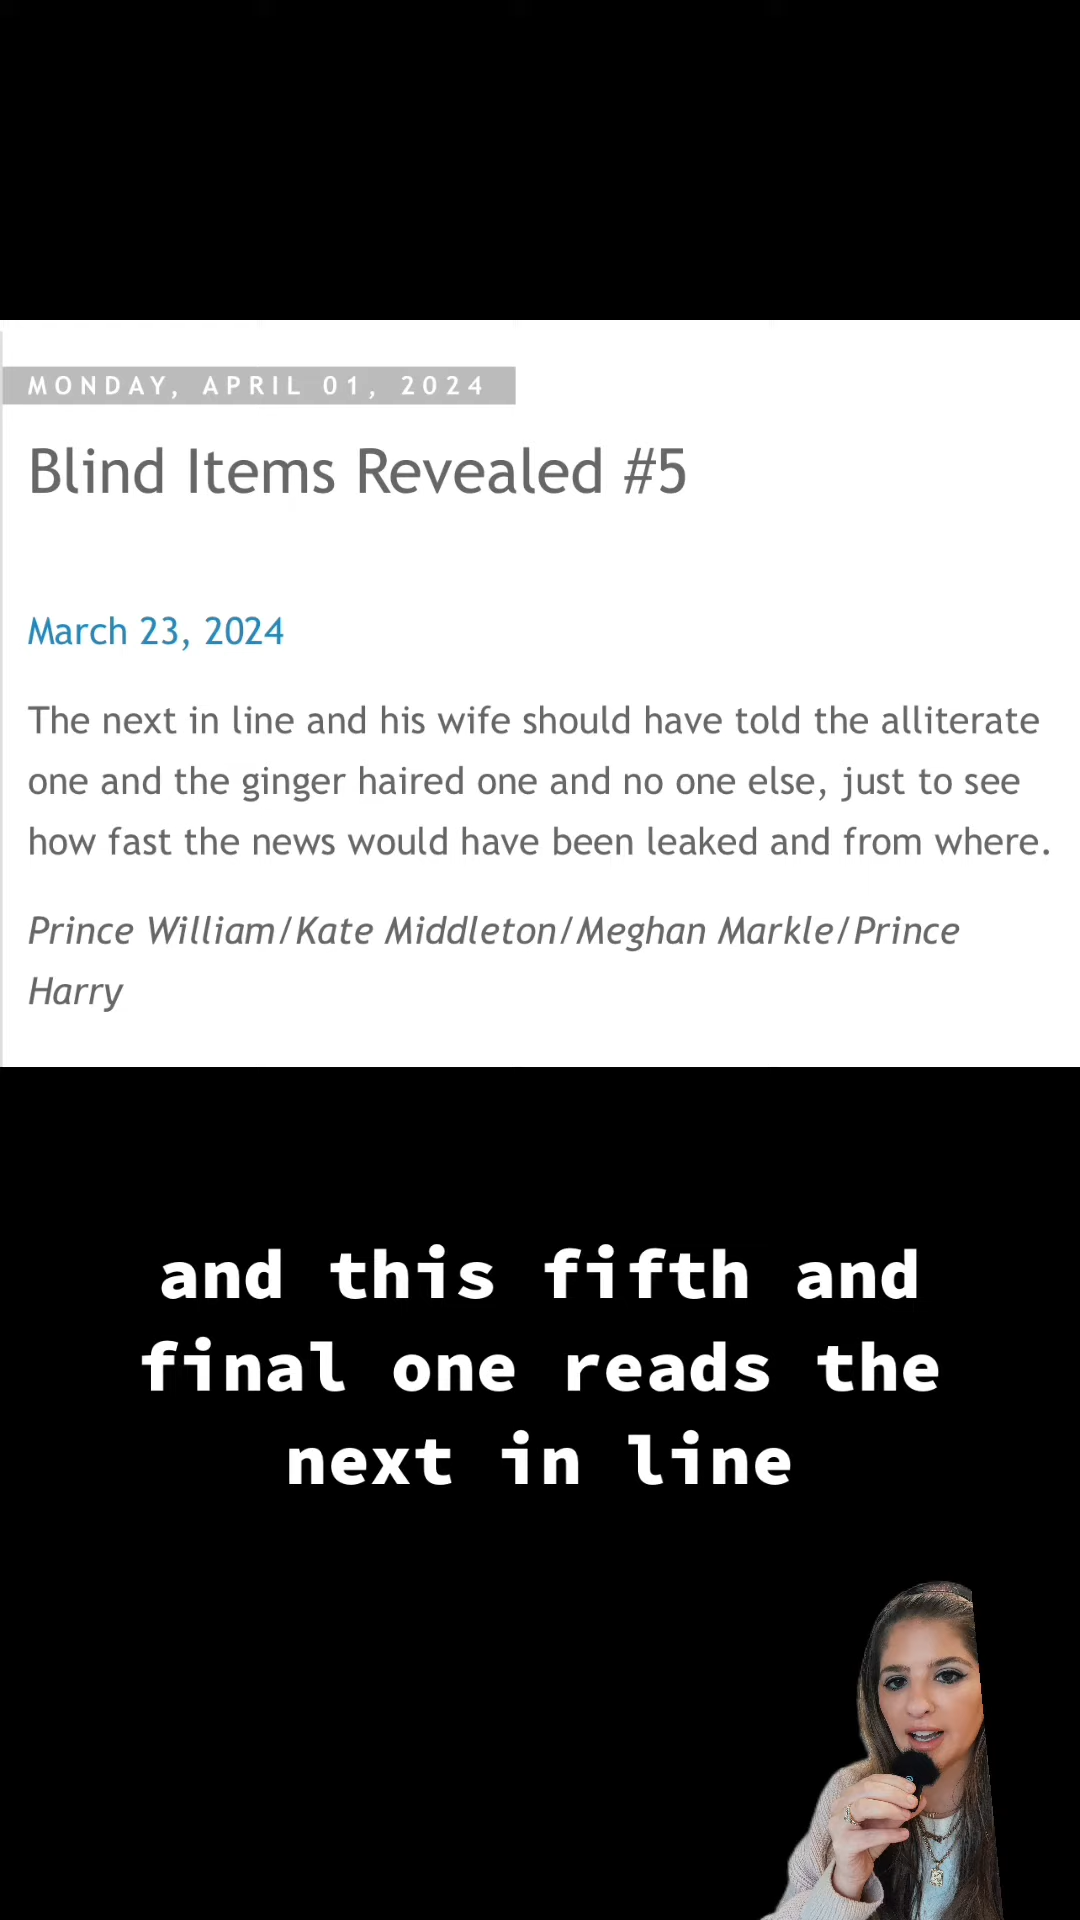 MONDAY, APRIL 01, 2024
Blind Items Revealed #5
March 23, 2024
The next in line and his wife should have told the alliterate
one and the ginger haired one and no one else, just to see
how fast the news would have been leaked and from where.
Prince William/Kate Middleton/Meghan Markle/Prince
Harry
and this fifth and
final one reads the
next in line